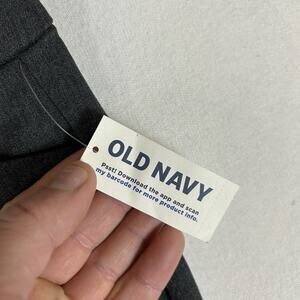 OLD NAVY
Psst! Download the app and scan
my barcode for more product info.